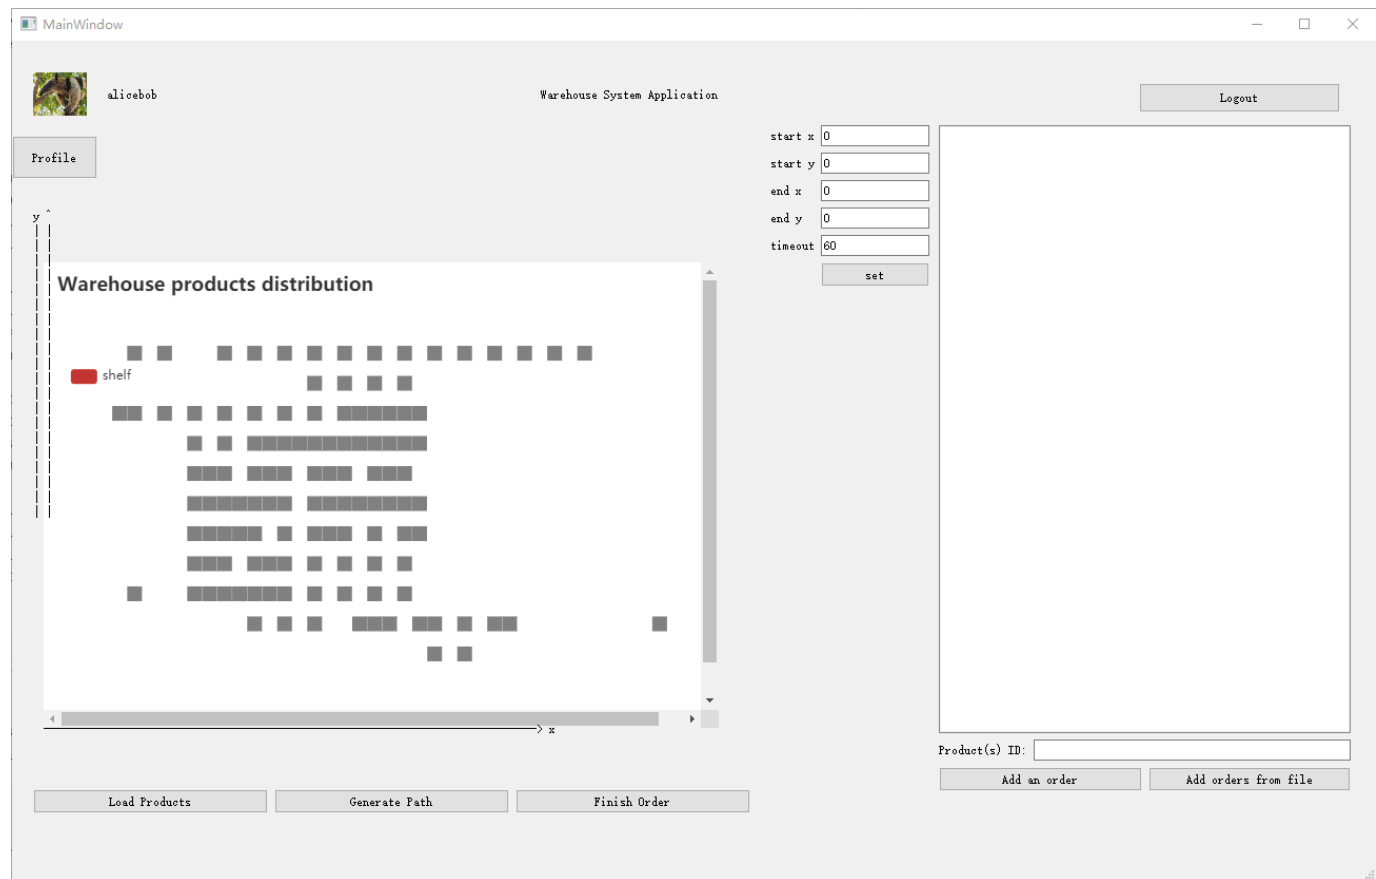 MainWindow
alicebob
Warehouse System Application
Logout
Profile
start x 0
start y 0
end x 0
end y 0
timeout 60
set
y
Warehouse products distribution
shelf
x
Product(s) ID:
Add an order
Add orders from file
Load Products
Generate Path
Finish Order